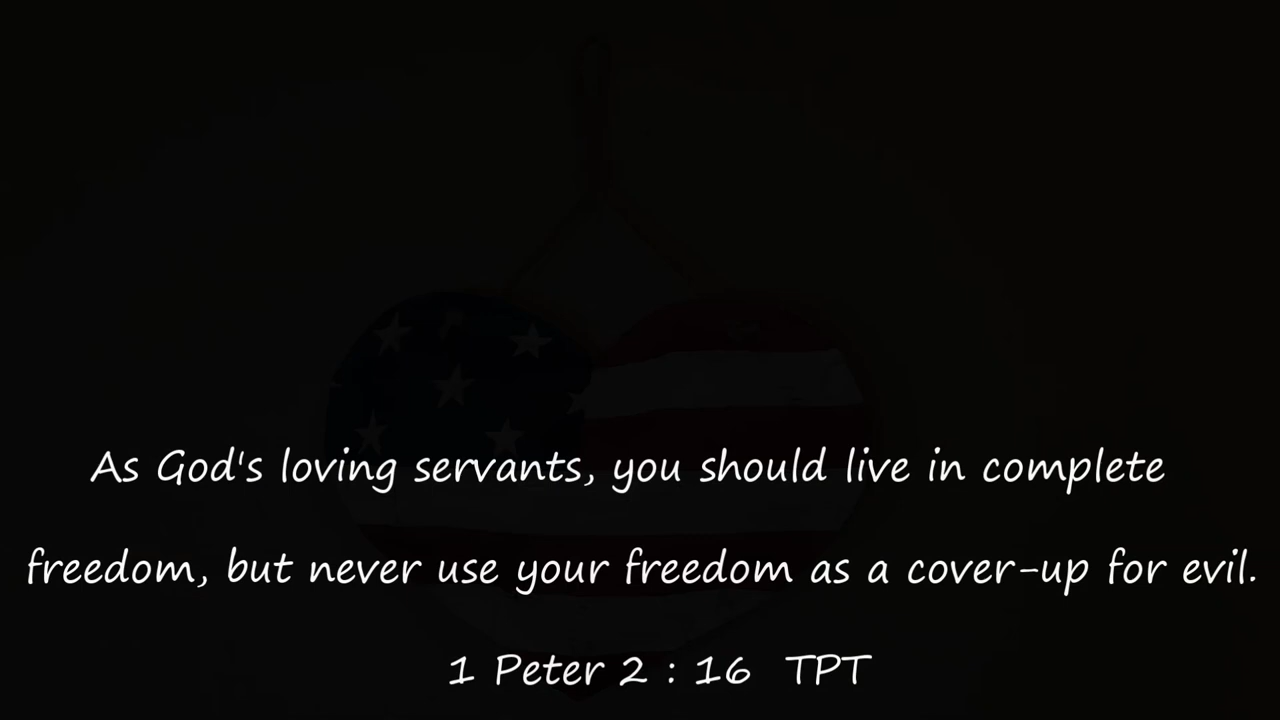 As God's loving servants, you should live in complete
freedom, but never use your freedom as a cover-up for evil.
1 Peter 2 : 16 TPT